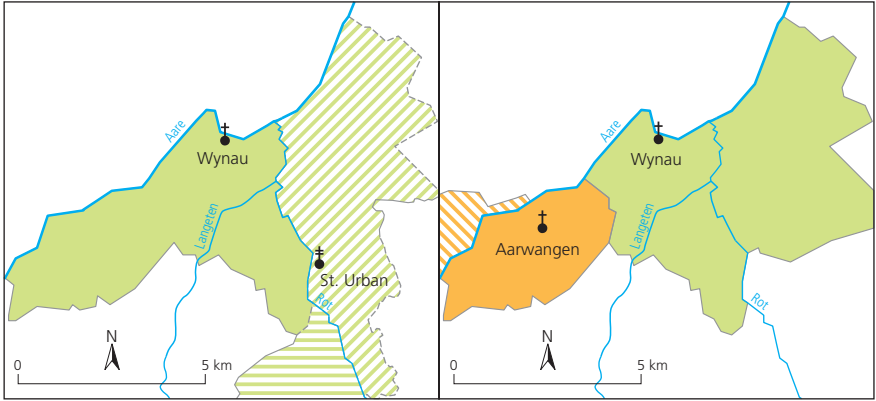 Aare
Wynau
Langeten
St. Urban
Rot
N
0
5 km
Aare
Wynau
Langeten
Aarwangen
Rot
N
0
5 km